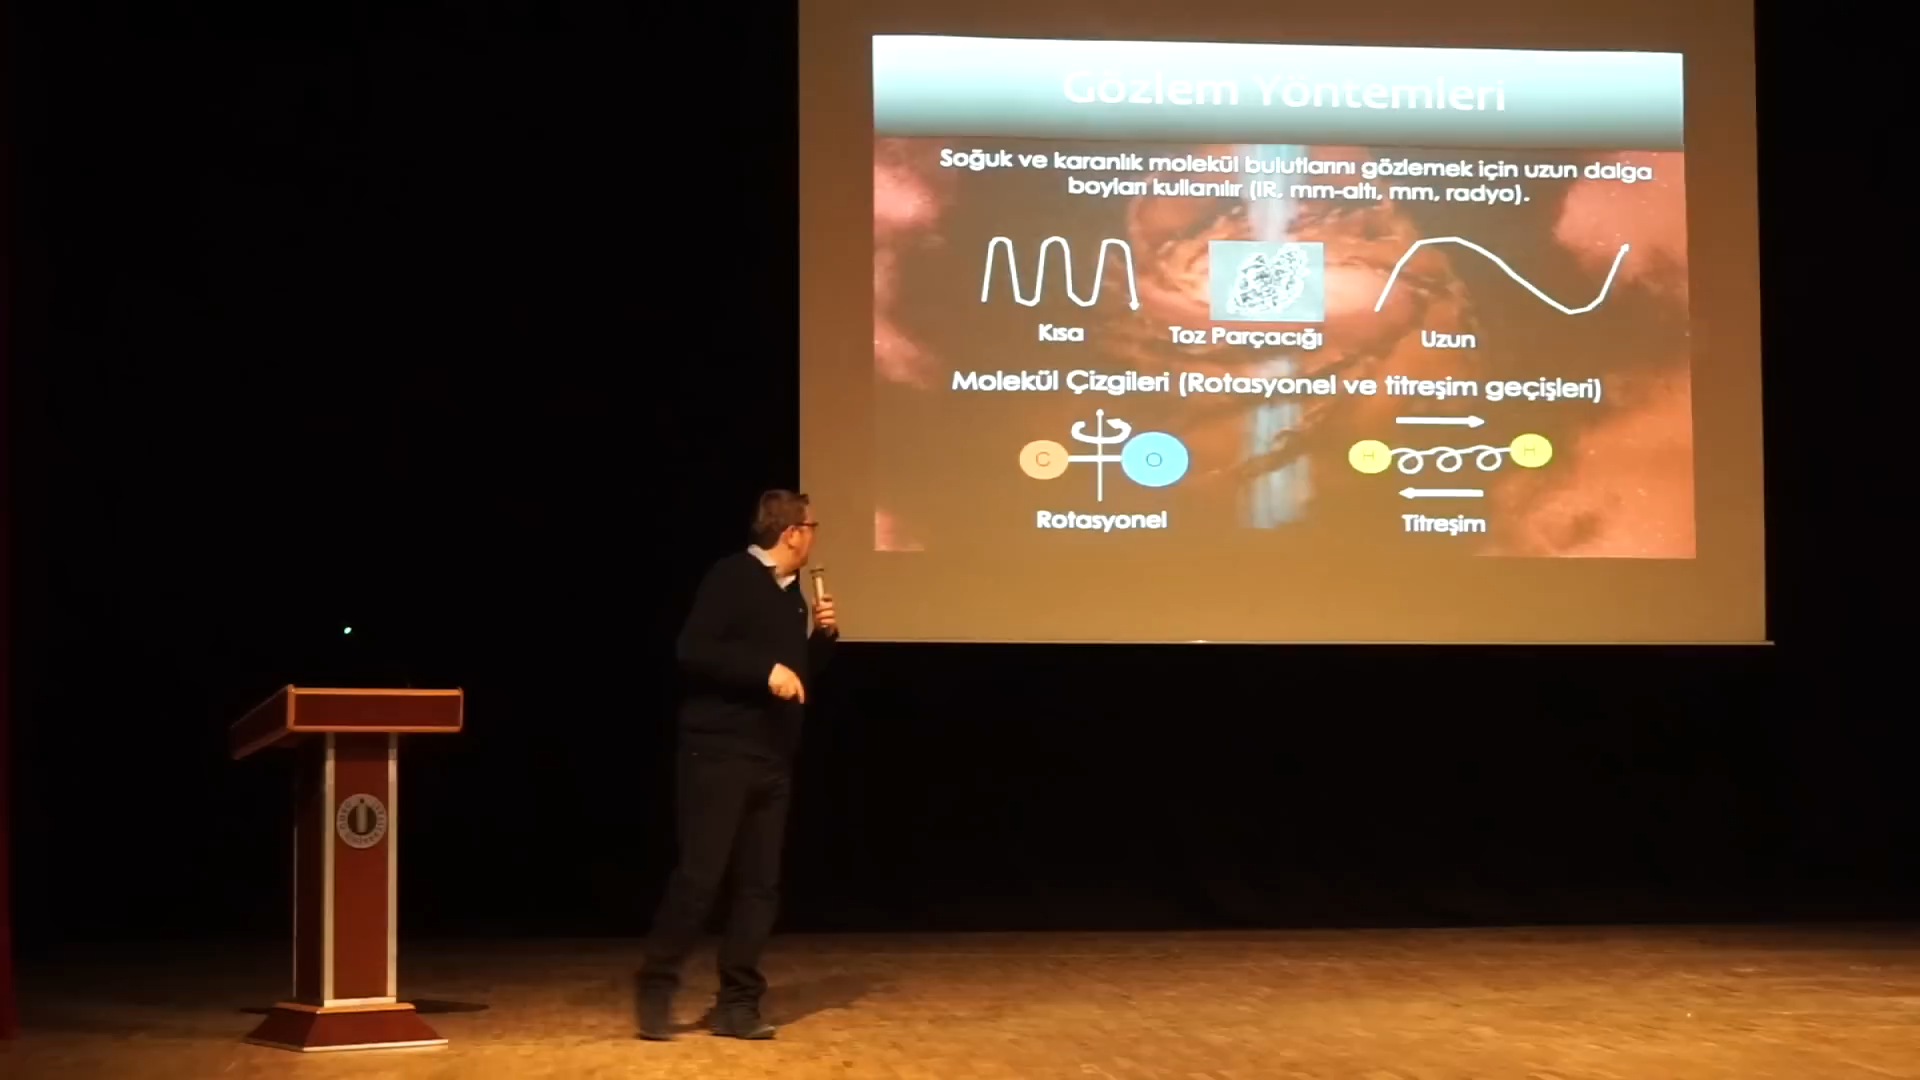 Gözlem Yöntemleri
Soğuk ve karanlık molekül bulutlarını gözlemek için uzun dalga
boyları kullanılır (IR, mm-altı, mm, radyo).
Kısa
Toz Parçacığı
Uzun
Molekül Çizgileri (Rotasyonel ve titreşim geçişleri)
C
O
H
H
Rotasyonel
Titreşim